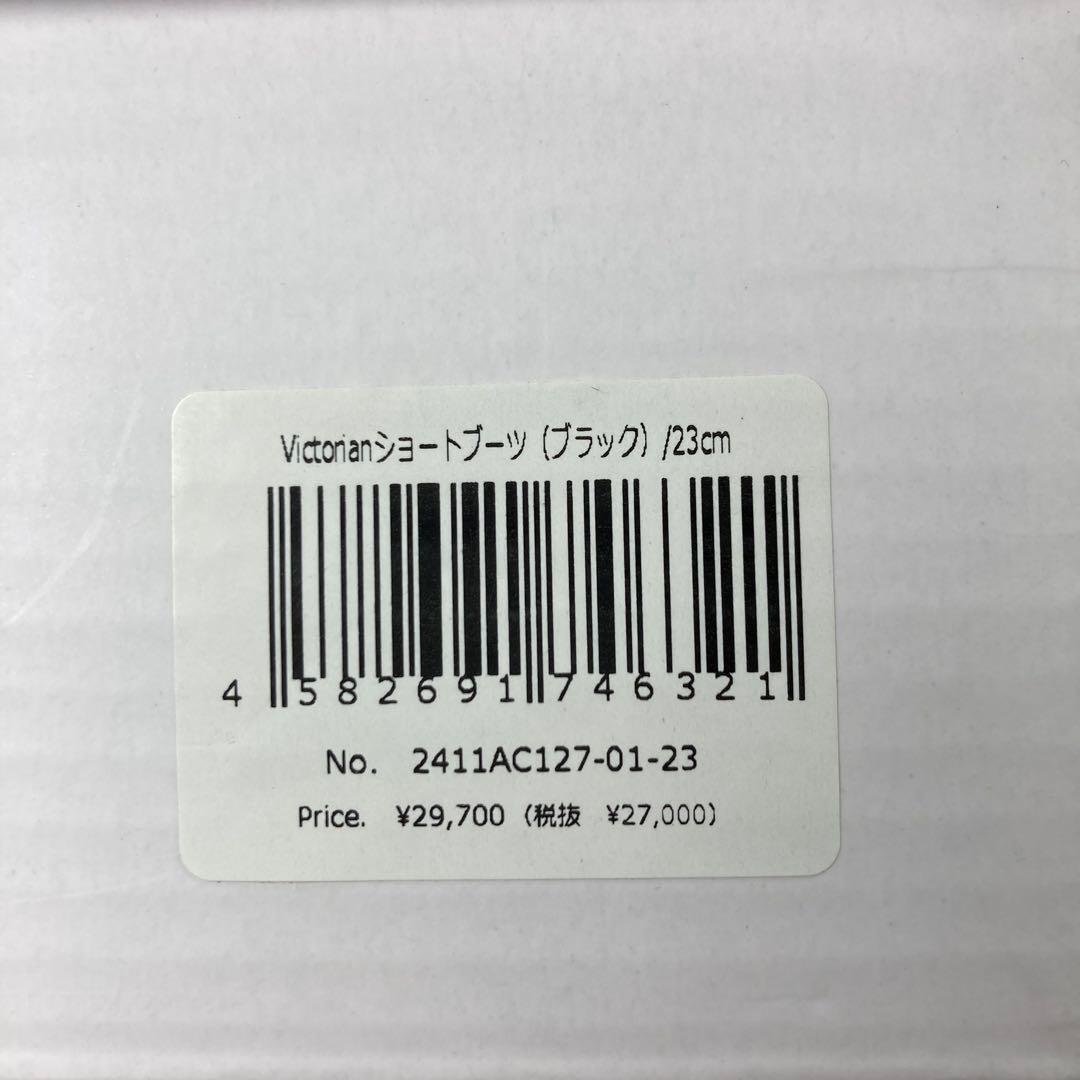 Victorianショートブーツ（ブラック）/23cm
4 582691 746321
No. 2411AC127-01-23
Price. ¥29,700（税抜 ¥27,000）